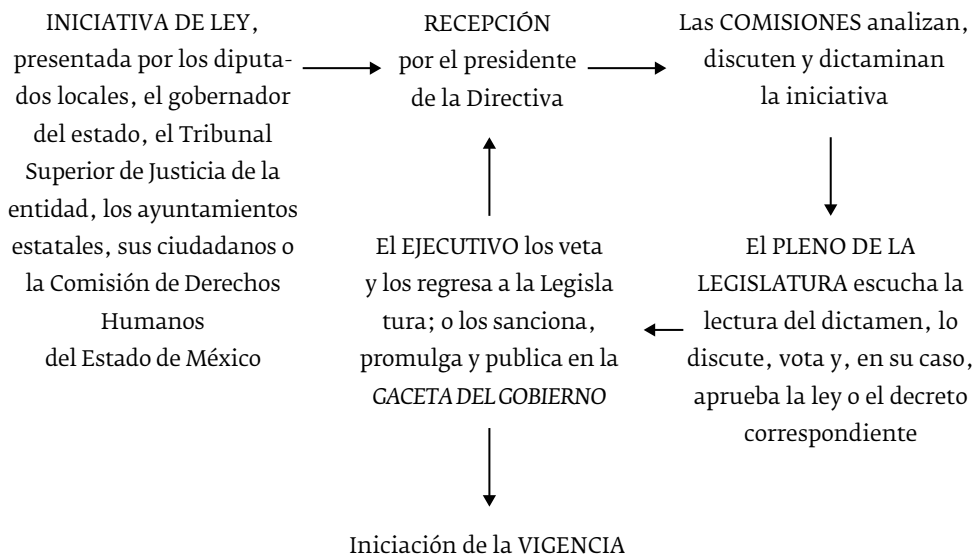 INICIATIVA DE LEY,
presentada por los diputa-
dos locales, el gobernador
del estado, el Tribunal
Superior de Justicia de la
entidad, los ayuntamientos
estatales, sus ciudadanos o
la Comisión de Derechos
Humanos
del Estado de México
RECEPCIÓN
por el presidente
de la Directiva
Las COMISIONES analizan,
discuten y dictaminan
la iniciativa
El PLENO DE LA
LEGISLATURA escucha la
lectura del dictamen, lo
discute, vota y, en su caso,
aprueba la ley o el decreto
correspondiente
El EJECUTIVO los veta
y los regresa a la Legisla
tura; o los sanciona,
promulga y publica en la
GACETA DEL GOBIERNO
Iniciación de la VIGENCIA